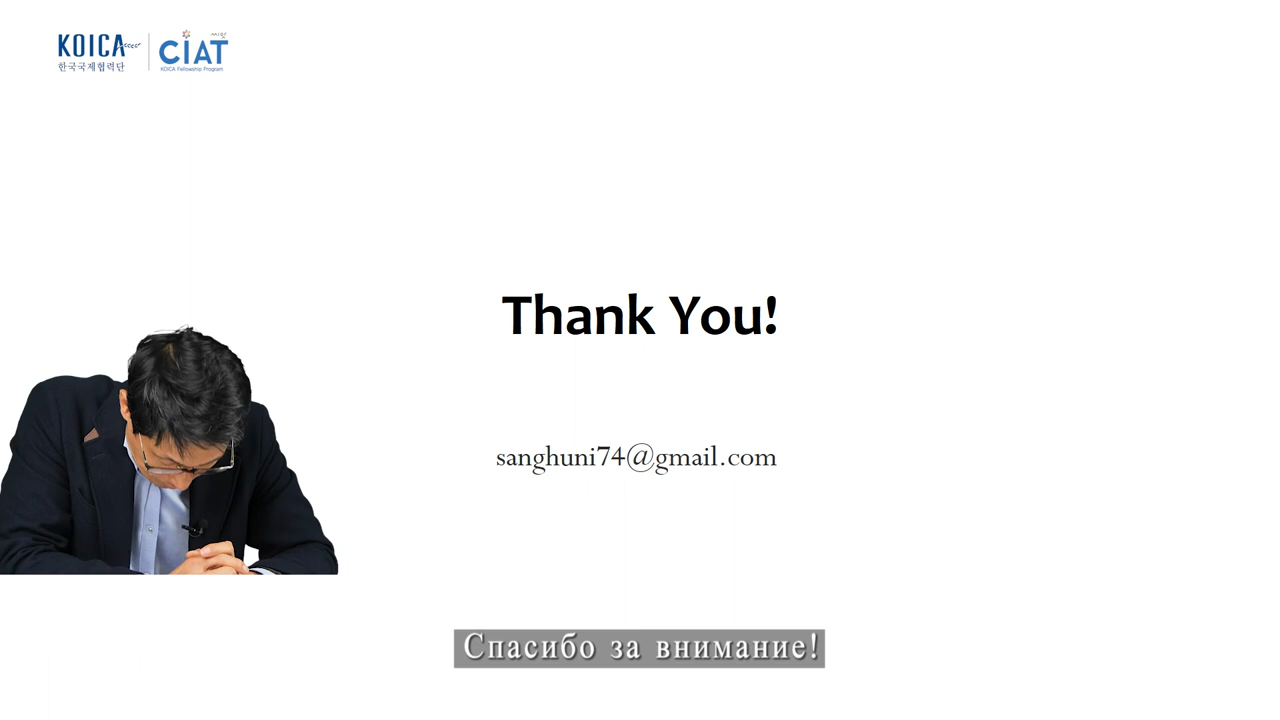 KOICA
한국국제협력단
CIAT
KOICA Fellowship Program
Thank You!
sanghuni74@gmail.com
Спасибо за внимание!